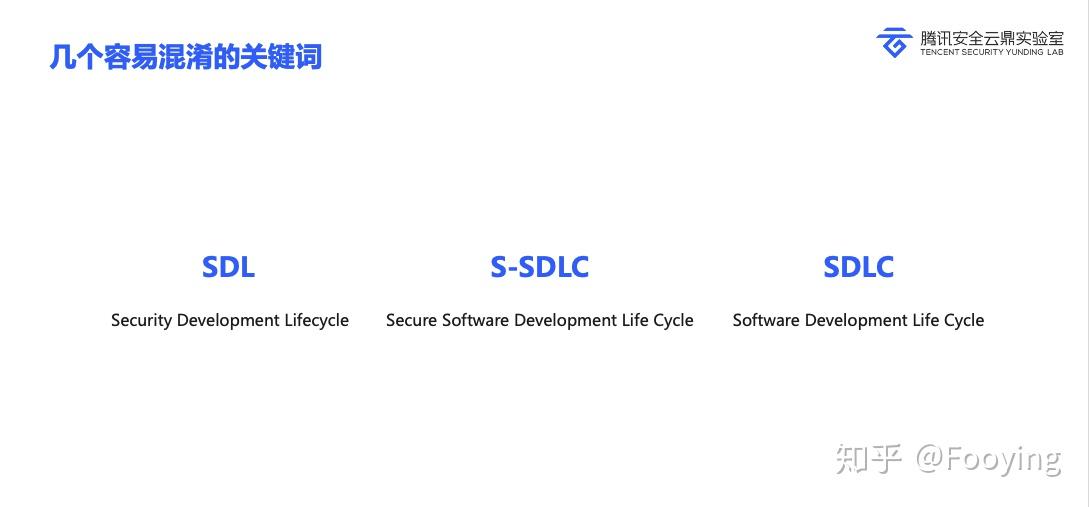 几个容易混淆的关键词
腾讯安全云鼎实验室
TENCENT SECURITY YUNDING LAB
SDL
S-SDLC
SDLC
Security Development Lifecycle
Secure Software Development Life Cycle
Software Development Life Cycle
知乎 @Fooying